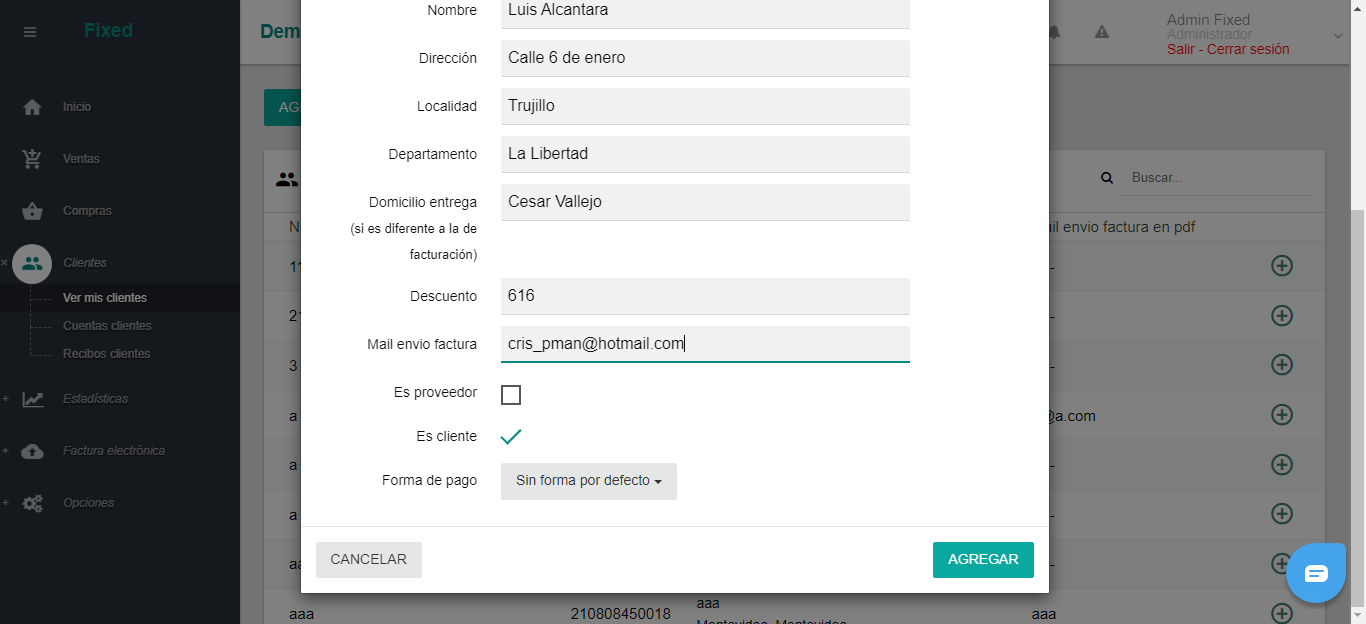 Fixed
Dem
Admin Fixed
Administrador
Salir - Cerrar sesión
Inicio
Ventas
Compras
Clientes
Ver mis clientes
Cuentas clientes
Recibos clientes
Estadísticas
Factura electrónica
Opciones
AG
Nombre Luis Alcantara
Dirección Calle 6 de enero
Localidad Trujillo
Departamento La Libertad
Domicilio entrega Cesar Vallejo
(si es diferente a la de
facturación)
Descuento 616
Mail envio factura cris_pman@hotmail.com
Es proveedor
Es cliente
Forma de pago Sin forma por defecto
CANCELAR AGREGAR
Buscar...
N ail envio factura en pdf
11 -
21 -
3 -
a @a.com
a -
a -
aa -
aaa 210808450018 aaa aaa
Montevideo, Montevideo